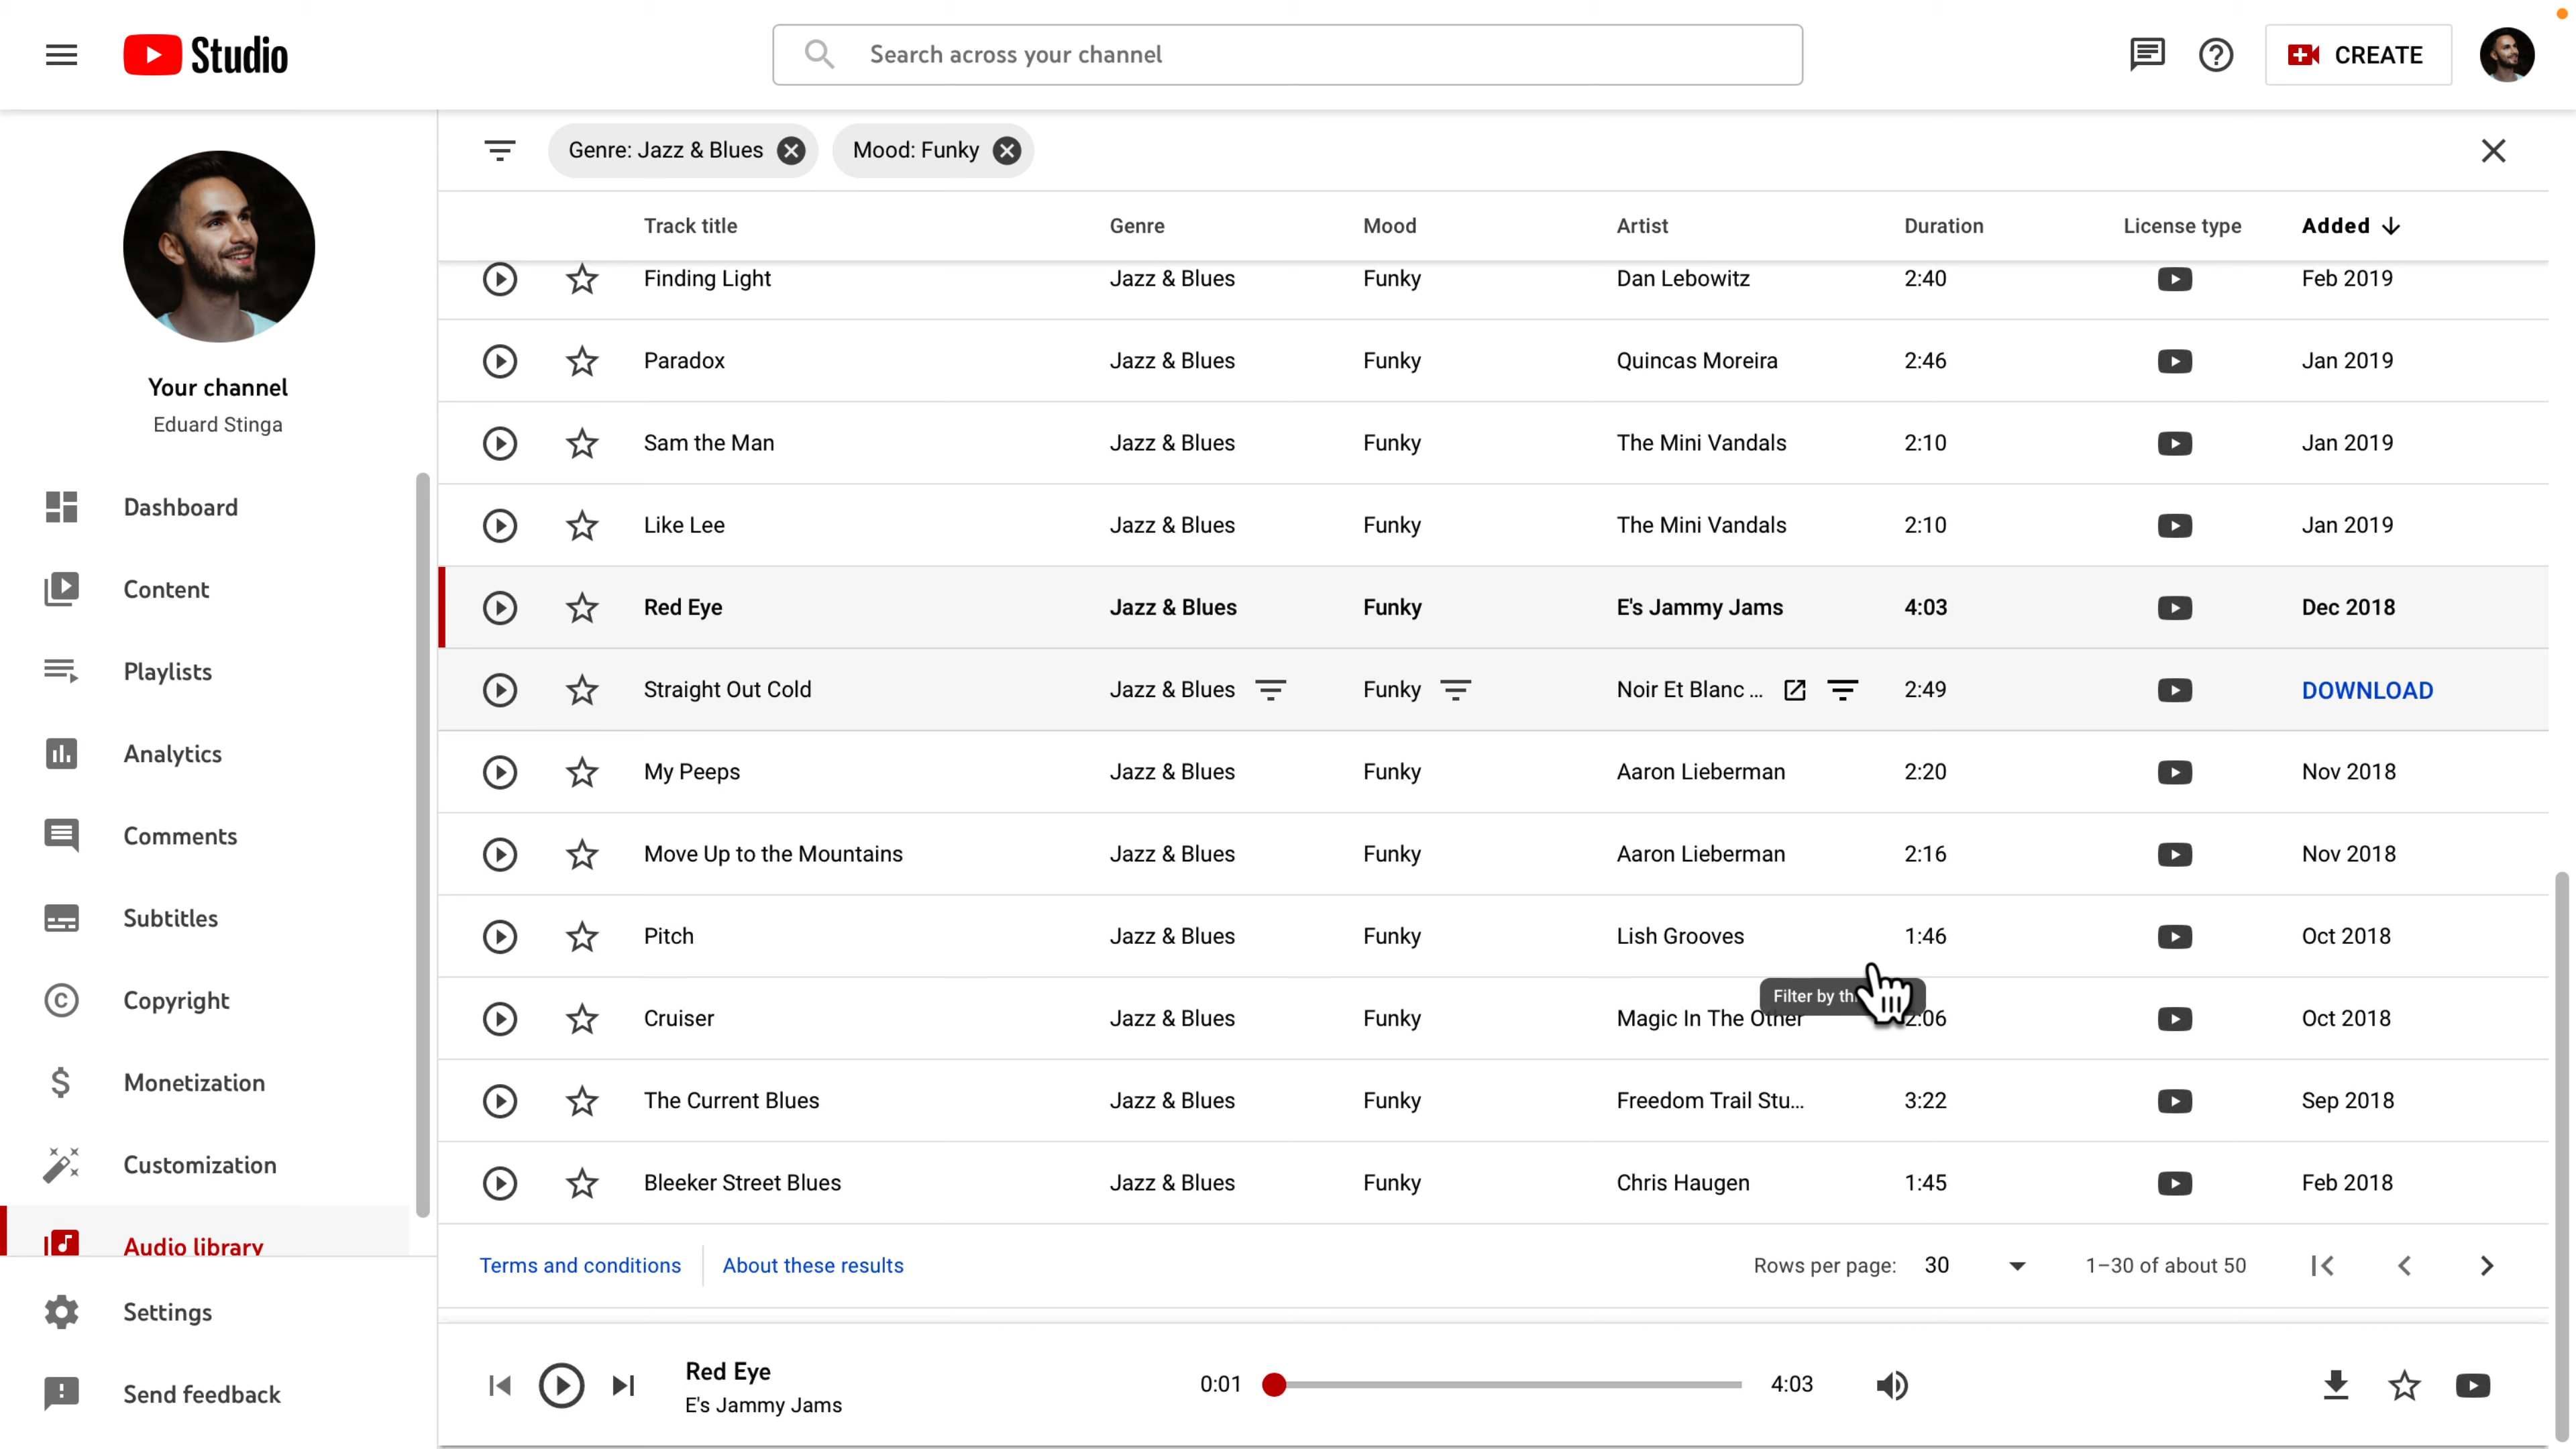 Studio
Search across your channel
CREATE
Genre: Jazz & Blues
Mood: Funky
Your channel
Eduard Stinga
Dashboard
Content
Playlists
Analytics
Comments
Subtitles
Copyright
Monetization
Customization
Audio library
Settings
Send feedback
Track title Genre Mood Artist Duration License type Added
Finding Light Jazz & Blues Funky Dan Lebowitz 2:40 Feb 2019
Paradox Jazz & Blues Funky Quincas Moreira 2:46 Jan 2019
Sam the Man Jazz & Blues Funky The Mini Vandals 2:10 Jan 2019
Like Lee Jazz & Blues Funky The Mini Vandals 2:10 Jan 2019
Red Eye Jazz & Blues Funky E's Jammy Jams 4:03 Dec 2018
Straight Out Cold Jazz & Blues Funky Noir Et Blanc ... 2:49 DOWNLOAD
My Peeps Jazz & Blues Funky Aaron Lieberman 2:20 Nov 2018
Move Up to the Mountains Jazz & Blues Funky Aaron Lieberman 2:16 Nov 2018
Pitch Jazz & Blues Funky Lish Grooves 1:46 Oct 2018
Filter by
Cruiser Jazz & Blues Funky Magic In The Other 2:06 Oct 2018
The Current Blues Jazz & Blues Funky Freedom Trail Stu... 3:22 Sep 2018
Bleeker Street Blues Jazz & Blues Funky Chris Haugen 1:45 Feb 2018
Terms and conditions About these results Rows per page: 30 1–30 of about 50
Red Eye
E's Jammy Jams
0:01 4:03